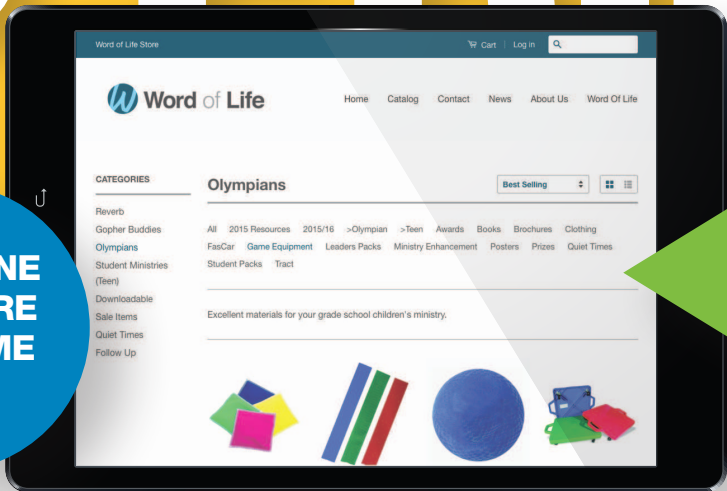 Word of Life Store
Cart | Log in
Word of Life
Home Catalog Contact News About Us Word Of Life
CATEGORIES
Reverb
Gopher Buddies
Olympians
Student Ministries
(Teen)
Downloadable
Sale Items
Quiet Times
Follow Up
Olympians
Best Selling
All 2015 Resources 2015/16 >Olympian >Teen Awards Books Brochures Clothing
FasCar Game Equipment Leaders Packs Ministry Enhancement Posters Prizes Quiet Times
Student Packs Tract
Excellent materials for your grade school children's ministry.
NE
RE
ME